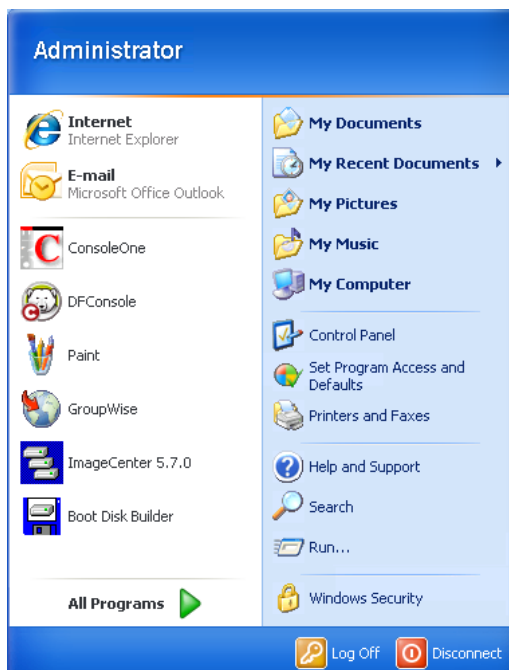 Administrator
Internet
Internet Explorer
E-mail
Microsoft Office Outlook
ConsoleOne
DFConsole
Paint
GroupWise
ImageCenter 5.7.0
Boot Disk Builder
All Programs
My Documents
My Recent Documents
My Pictures
My Music
My Computer
Control Panel
Set Program Access and
Defaults
Printers and Faxes
Help and Support
Search
Run...
Windows Security
Log Off
Disconnect